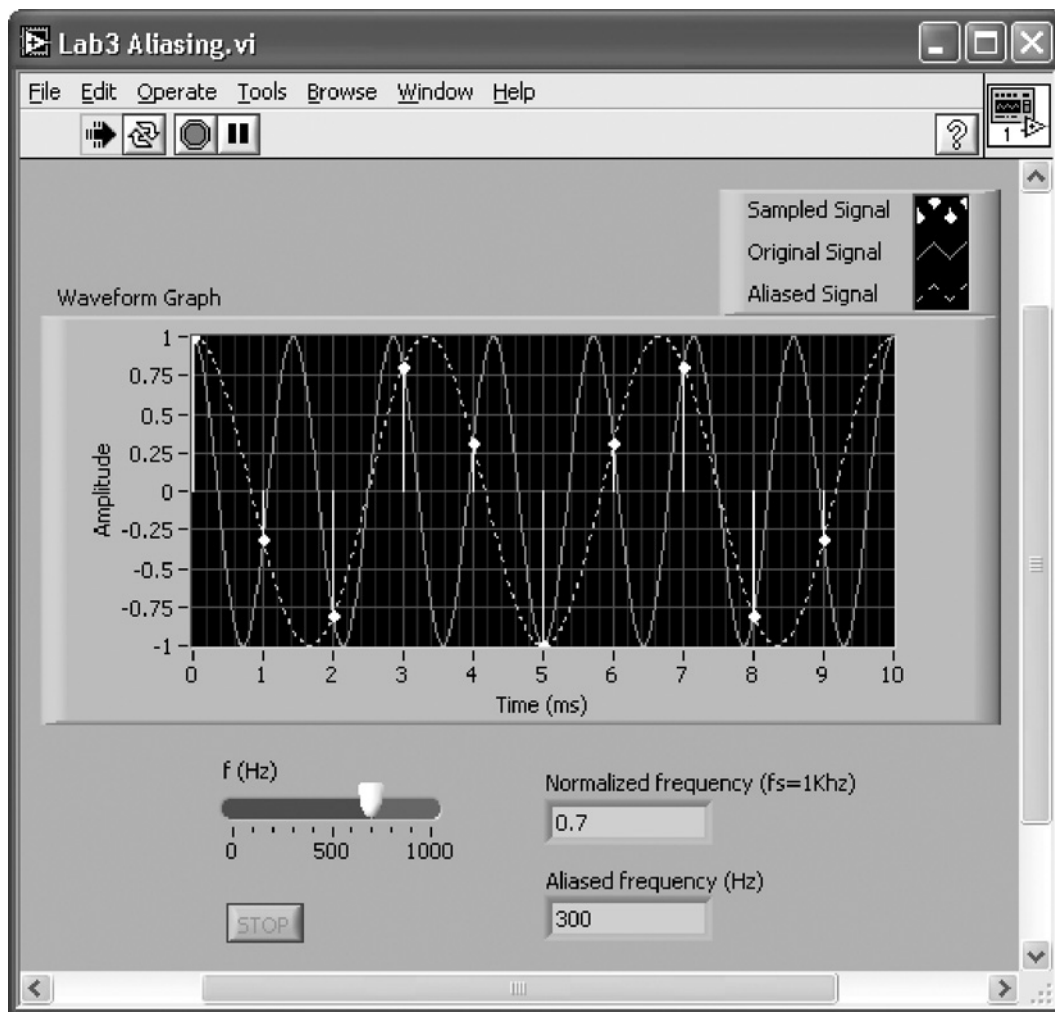 Lab3 Aliasing.vi
File Edit Operate Tools Browse Window Help
?
1
Sampled Signal
Original Signal
Aliased Signal
Waveform Graph
Amplitude
1
0.75
0.5
0.25
0
-0.25
-0.5
-0.75
-1
0 1 2 3 4 5 6 7 8 9 10
Time (ms)
f (Hz)
0 500 1000
STOP
Normalized frequency (fs=1Khz)
0.7
Aliased frequency (Hz)
300